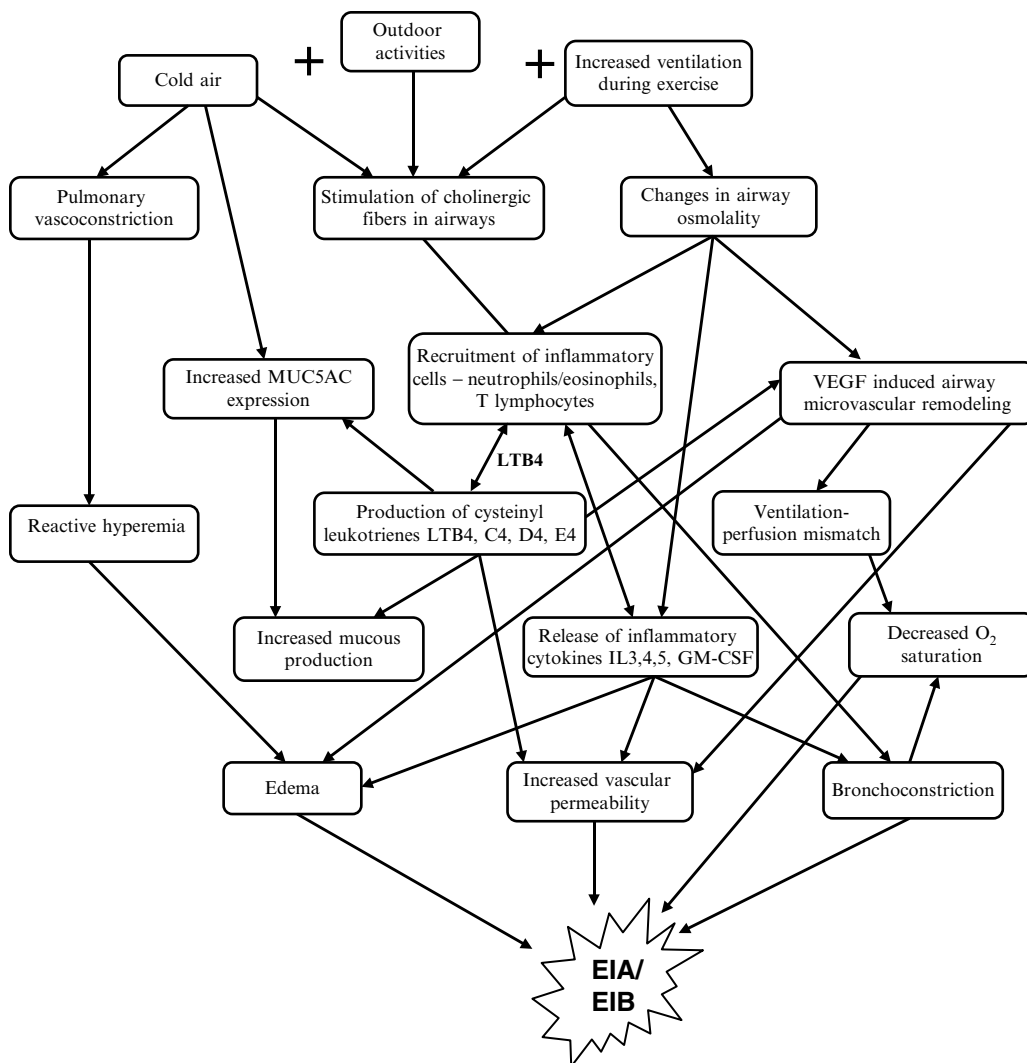 Outdoor
activities
+
+
Cold air
Increased ventilation
during exercise
Pulmonary
vasoconstriction
Stimulation of cholinergic
fibers in airways
Changes in airway
osmolality
Increased MUC5AC
expression
Recruitment of inflammatory
cells – neutrophils/eosinophils,
T lymphocytes
VEGF induced airway
microvascular remodeling
LTB4
Reactive hyperemia
Production of cysteinyl
leukotrienes LTB4, C4, D4, E4
Ventilation-
perfusion mismatch
Increased mucous
production
Release of inflammatory
cytokines IL3,4,5, GM-CSF
Decreased O₂
saturation
Edema
Increased vascular
permeability
Bronchoconstriction
EIA/
EIB